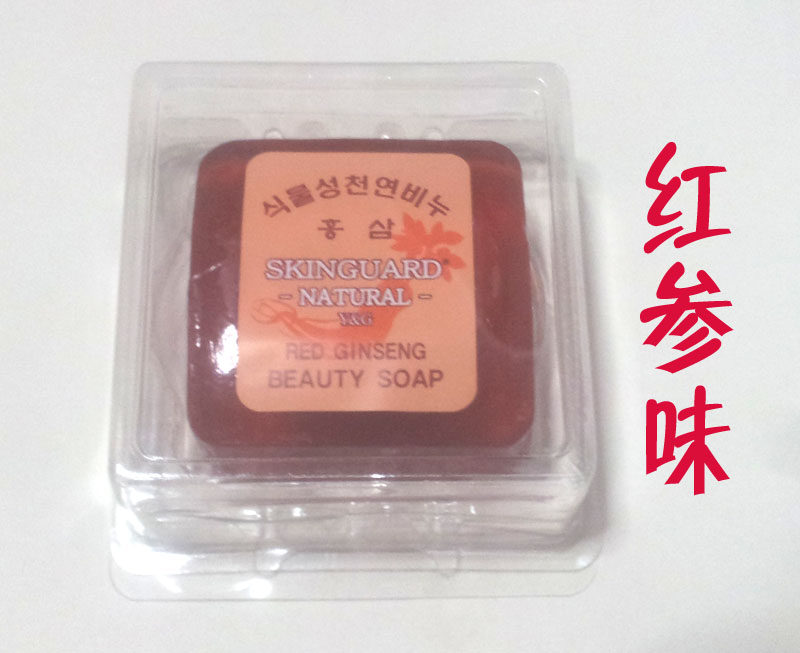 식물성천연비누
홍삼
SKINGUARD®
- NATURAL -
Y&G
RED GINSENG
BEAUTY SOAP
红参味